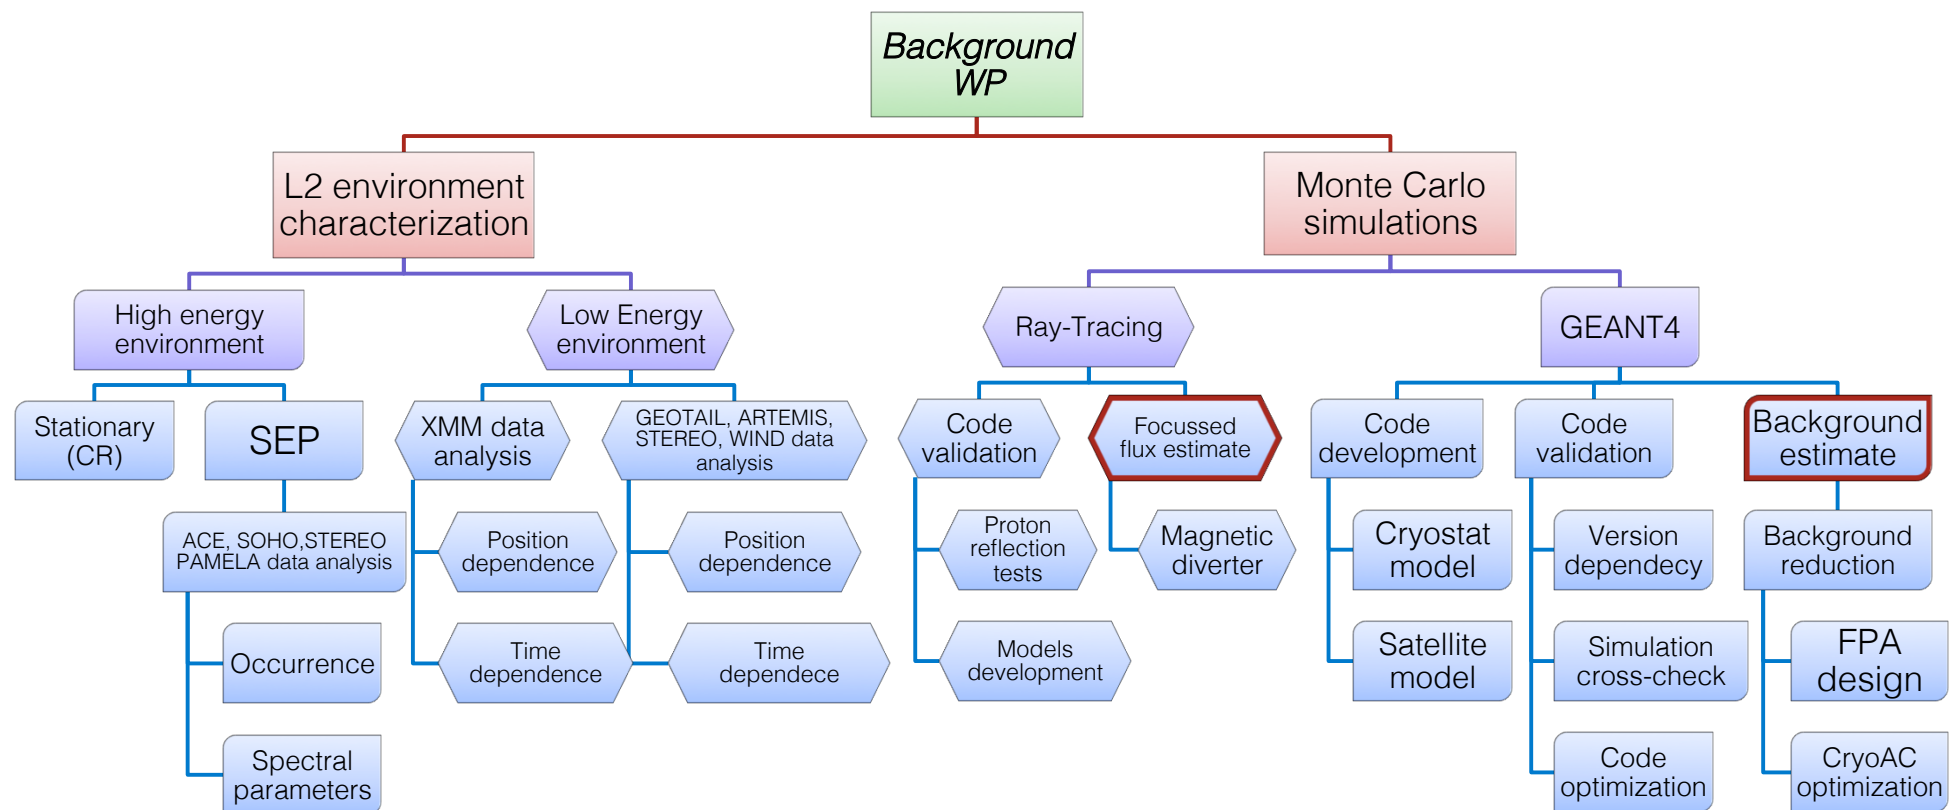 Background
WP
L2 environment
characterization
Monte Carlo
simulations
High energy
environment
Low Energy
environment
Ray-Tracing
GEANT4
Stationary
(CR)
SEP
XMM data
analysis
GEOTAIL, ARTEMIS,
STEREO, WIND data
analysis
Code
validation
Focussed
flux estimate
Code
development
Code
validation
Background
estimate
ACE, SOHO,STEREO
PAMELA data analysis
Position
dependence
Position
dependence
Proton
reflection
tests
Magnetic
diverter
Cryostat
model
Version
dependecy
Background
reduction
Occurrence
Time
dependence
Time
dependece
Models
development
Satellite
model
Simulation
cross-check
FPA
design
Spectral
parameters
Code
optimization
CryoAC
optimization